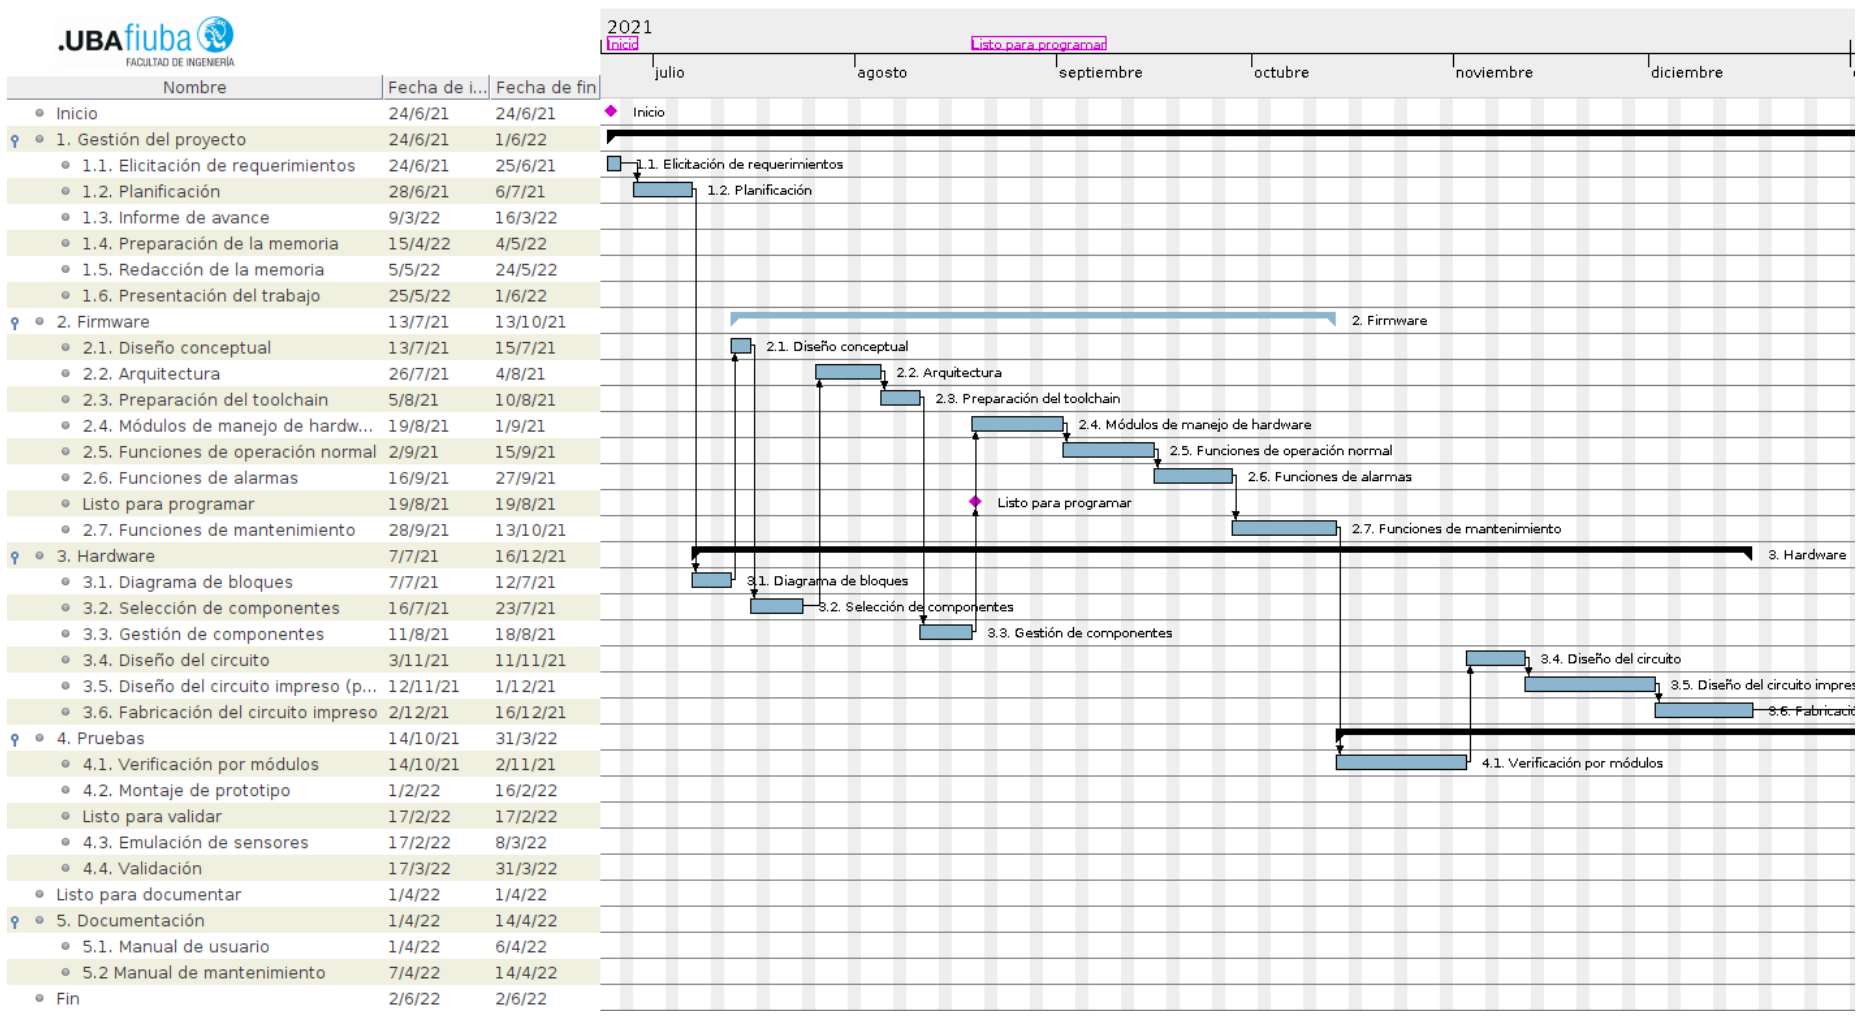 .UBAfiuba
FACULTAD DE INGENIERÍA
2021
Inicio
Listo para programar
julio agosto septiembre octubre noviembre diciembre
Nombre Fecha de i... Fecha de fin
Inicio 24/6/21 24/6/21 Inicio
1. Gestión del proyecto 24/6/21 1/6/22
1.1. Elicitación de requerimientos 24/6/21 25/6/21 1.1. Elicitación de requerimientos
1.2. Planificación 28/6/21 6/7/21 1.2. Planificación
1.3. Informe de avance 9/3/22 16/3/22
1.4. Preparación de la memoria 15/4/22 4/5/22
1.5. Redacción de la memoria 5/5/22 24/5/22
1.6. Presentación del trabajo 25/5/22 1/6/22
2. Firmware 13/7/21 13/10/21 2. Firmware
2.1. Diseño conceptual 13/7/21 15/7/21 2.1. Diseño conceptual
2.2. Arquitectura 26/7/21 4/8/21 2.2. Arquitectura
2.3. Preparación del toolchain 5/8/21 10/8/21 2.3. Preparación del toolchain
2.4. Módulos de manejo de hardw... 19/8/21 1/9/21 2.4. Módulos de manejo de hardware
2.5. Funciones de operación normal 2/9/21 15/9/21 2.5. Funciones de operación normal
2.6. Funciones de alarmas 16/9/21 27/9/21 2.6. Funciones de alarmas
Listo para programar 19/8/21 19/8/21 Listo para programar
2.7. Funciones de mantenimiento 28/9/21 13/10/21 2.7. Funciones de mantenimiento
3. Hardware 7/7/21 16/12/21 3. Hardware
3.1. Diagrama de bloques 7/7/21 12/7/21 3.1. Diagrama de bloques
3.2. Selección de componentes 16/7/21 23/7/21 3.2. Selección de componentes
3.3. Gestión de componentes 11/8/21 18/8/21 3.3. Gestión de componentes
3.4. Diseño del circuito 3/11/21 11/11/21 3.4. Diseño del circuito
3.5. Diseño del circuito impreso (p... 12/11/21 1/12/21 3.5. Diseño del circuito impres
3.6. Fabricación del circuito impreso 2/12/21 16/12/21 3.6. Fabricació
4. Pruebas 14/10/21 31/3/22
4.1. Verificación por módulos 14/10/21 2/11/21 4.1. Verificación por módulos
4.2. Montaje de prototipo 1/2/22 16/2/22
Listo para validar 17/2/22 17/2/22
4.3. Emulación de sensores 17/2/22 8/3/22
4.4. Validación 17/3/22 31/3/22
Listo para documentar 1/4/22 1/4/22
5. Documentación 1/4/22 14/4/22
5.1. Manual de usuario 1/4/22 6/4/22
5.2 Manual de mantenimiento 7/4/22 14/4/22
Fin 2/6/22 2/6/22